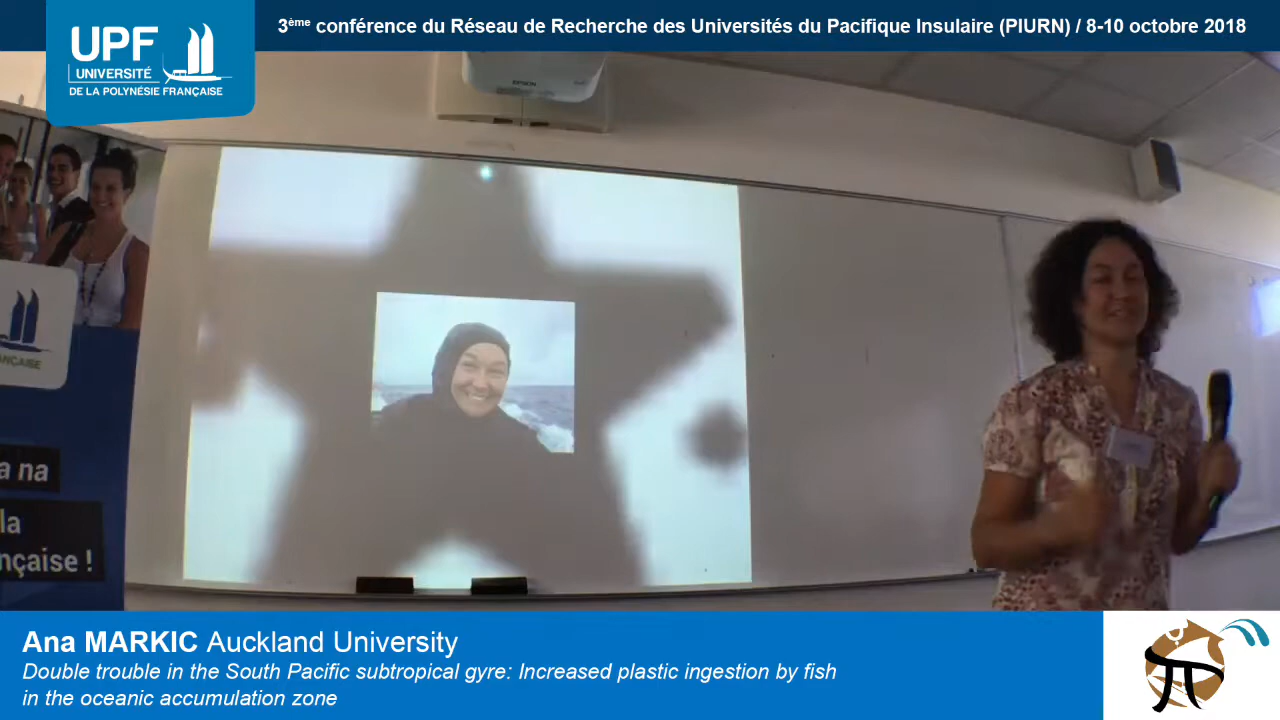 3ème conférence du Réseau de Recherche des Universités du Pacifique Insulaire (PIURN) / 8-10 octobre 2018
UPF
UNIVERSITÉ
DE LA POLYNÉSIE FRANÇAISE
EPSON
ANÇAISE
a na
la
nçaise !
Ana MARKIC Auckland University
Double trouble in the South Pacific subtropical gyre: Increased plastic ingestion by fish
in the oceanic accumulation zone